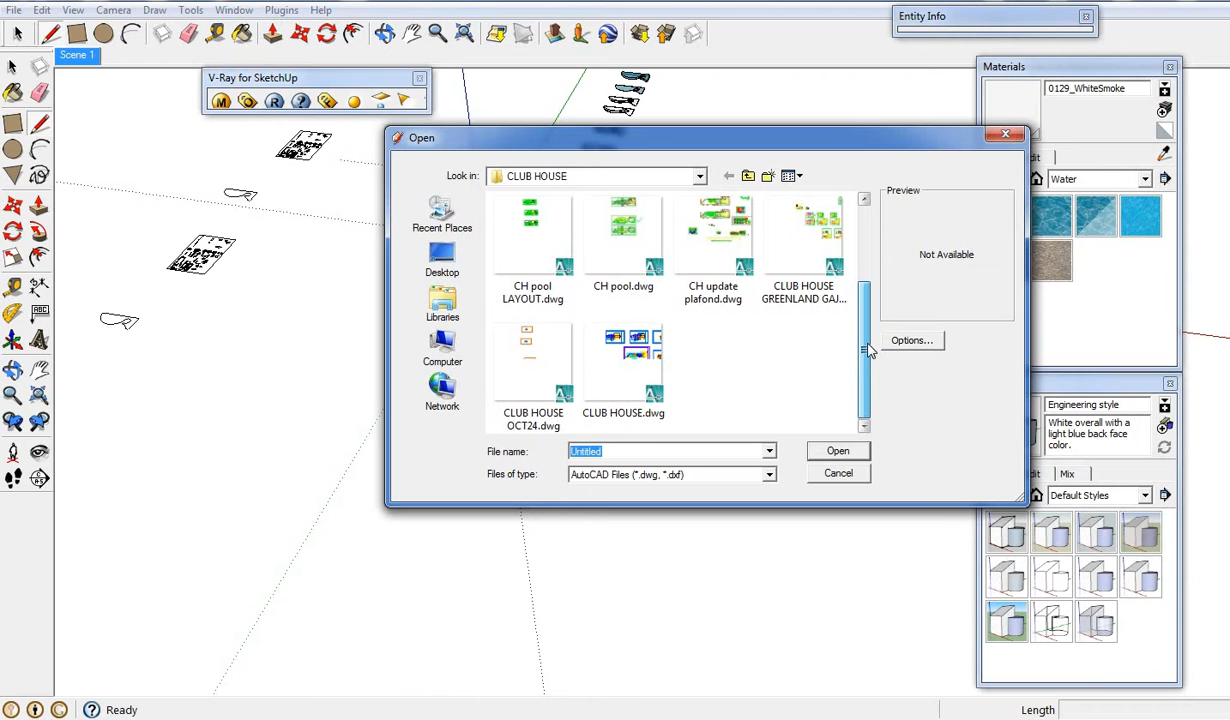 File Edit View Camera Draw Tools Window Plugins Help
Entity Info
Scene 1
V-Ray for SketchUp
Materials
0129_WhiteSmoke
Open
Look in: CLUB HOUSE
Preview
Not Available
Options...
Water
Recent Places
Desktop
Libraries
Computer
Network
CH pool LAYOUT.dwg
CH pool.dwg
CH update plafond.dwg
CLUB HOUSE GREENLAND GAJ...
CLUB HOUSE OCT24.dwg
CLUB HOUSE.dwg
File name: Untitled
Open
Files of type: AutoCAD Files (*.dwg, *.dxf)
Cancel
Engineering style
White overall with a
light blue back face
color.
Mix
Default Styles
Ready
Length